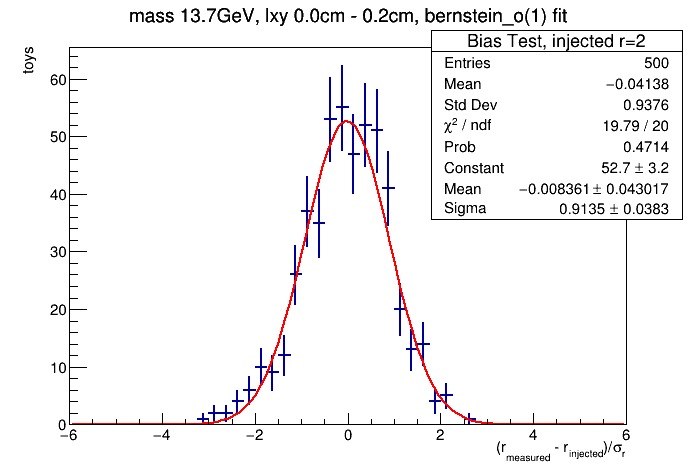 mass 13.7GeV, lxy 0.0cm - 0.2cm, bernstein_o(1) fit
Bias Test, injected r=2
Entries 500
Mean −0.04138
Std Dev 0.9376
χ² / ndf 19.79 / 20
Prob 0.4714
Constant 52.7 ± 3.2
Mean −0.008361 ± 0.043017
Sigma 0.9135 ± 0.0383
toys
60
50
40
30
20
10
0
−6 −4 −2 0 2 4 6
(r_measured - r_injected)/σ_r